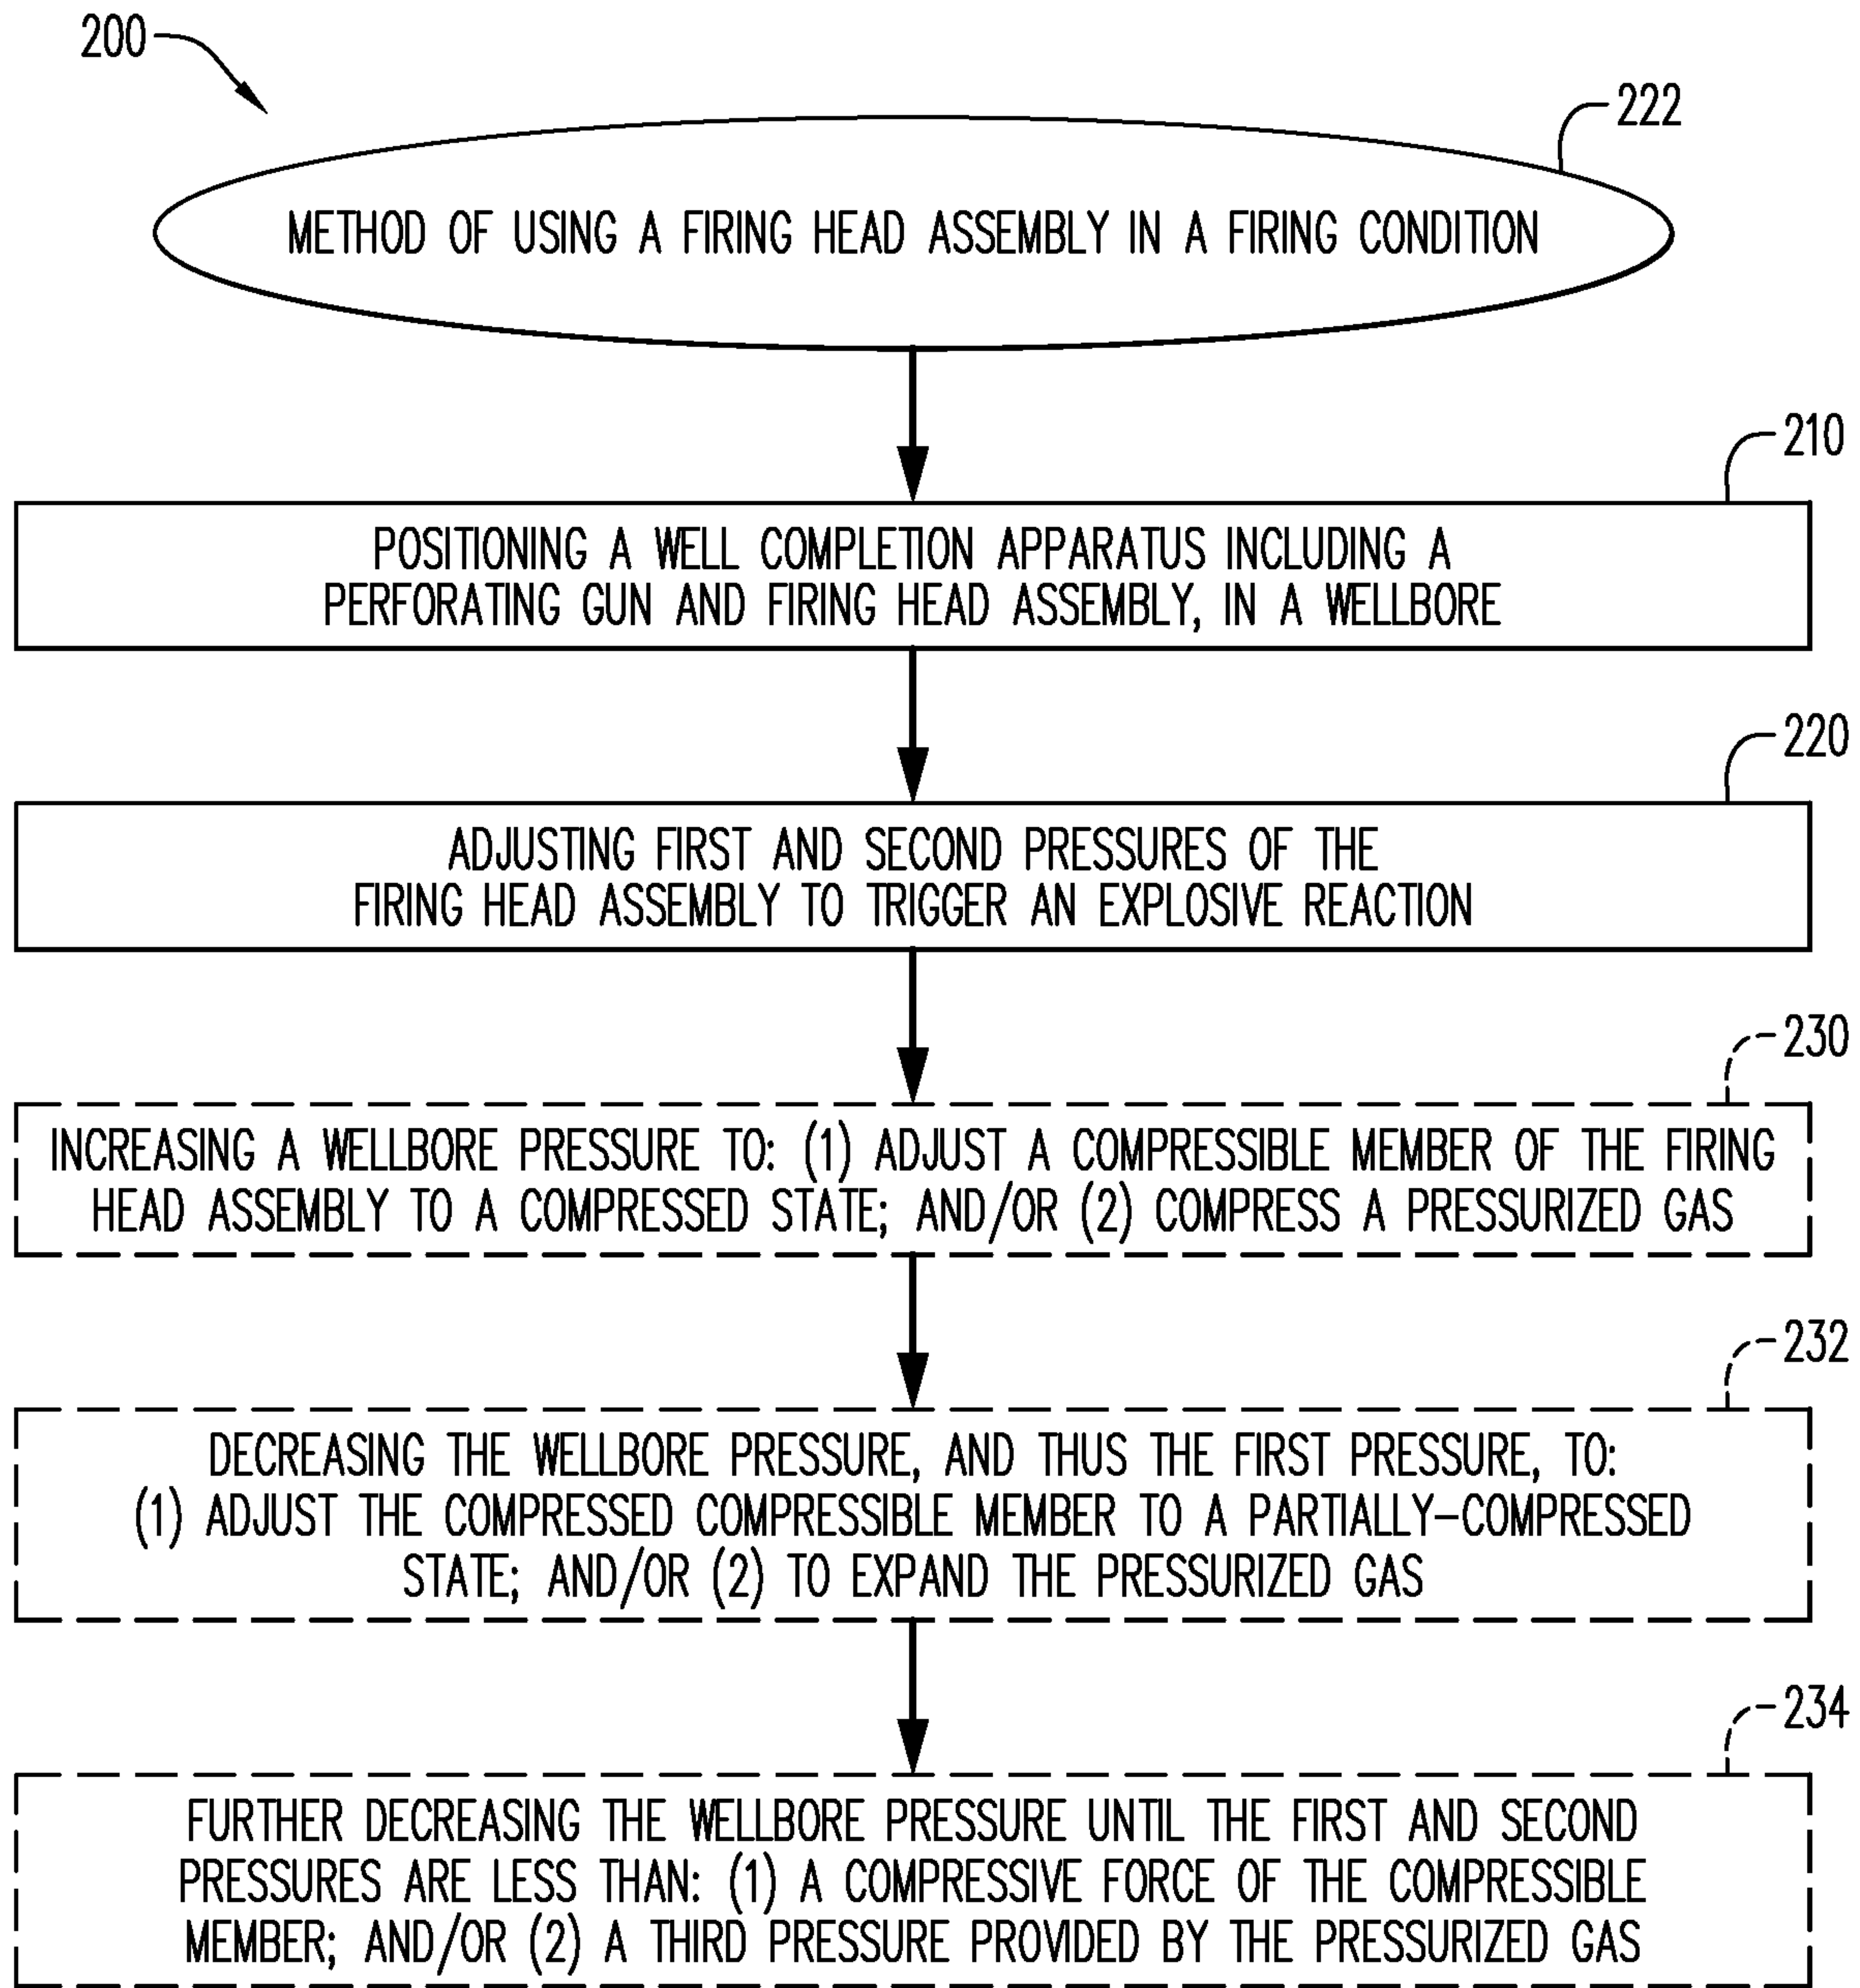 200
222
METHOD OF USING A FIRING HEAD ASSEMBLY IN A FIRING CONDITION
210
POSITIONING A WELL COMPLETION APPARATUS INCLUDING A
PERFORATING GUN AND FIRING HEAD ASSEMBLY, IN A WELLBORE
220
ADJUSTING FIRST AND SECOND PRESSURES OF THE
FIRING HEAD ASSEMBLY TO TRIGGER AN EXPLOSIVE REACTION
230
INCREASING A WELLBORE PRESSURE TO: (1) ADJUST A COMPRESSIBLE MEMBER OF THE FIRING
HEAD ASSEMBLY TO A COMPRESSED STATE; AND/OR (2) COMPRESS A PRESSURIZED GAS
232
DECREASING THE WELLBORE PRESSURE, AND THUS THE FIRST PRESSURE, TO:
(1) ADJUST THE COMPRESSED COMPRESSIBLE MEMBER TO A PARTIALLY-COMPRESSED
STATE; AND/OR (2) TO EXPAND THE PRESSURIZED GAS
234
FURTHER DECREASING THE WELLBORE PRESSURE UNTIL THE FIRST AND SECOND
PRESSURES ARE LESS THAN: (1) A COMPRESSIVE FORCE OF THE COMPRESSIBLE
MEMBER; AND/OR (2) A THIRD PRESSURE PROVIDED BY THE PRESSURIZED GAS